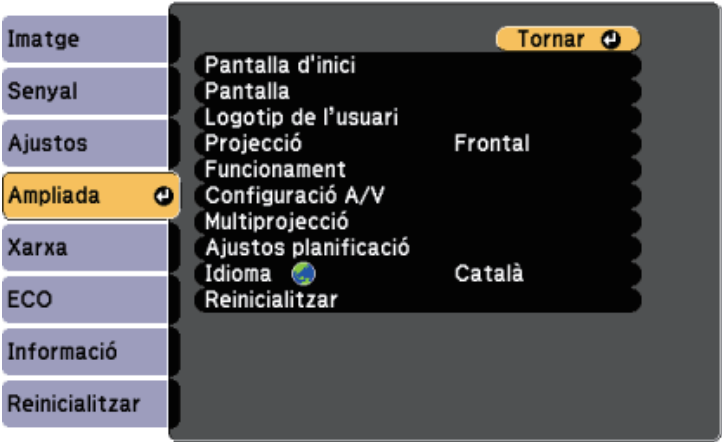 Imatge
Senyal
Ajustos
Ampliada
Xarxa
ECO
Informació
Reinicialitzar
Tornar
Pantalla d'inici
Pantalla
Logotip de l’usuari
Projecció Frontal
Funcionament
Configuració A/V
Multiprojecció
Ajustos planificació
Idioma Català
Reinicialitzar